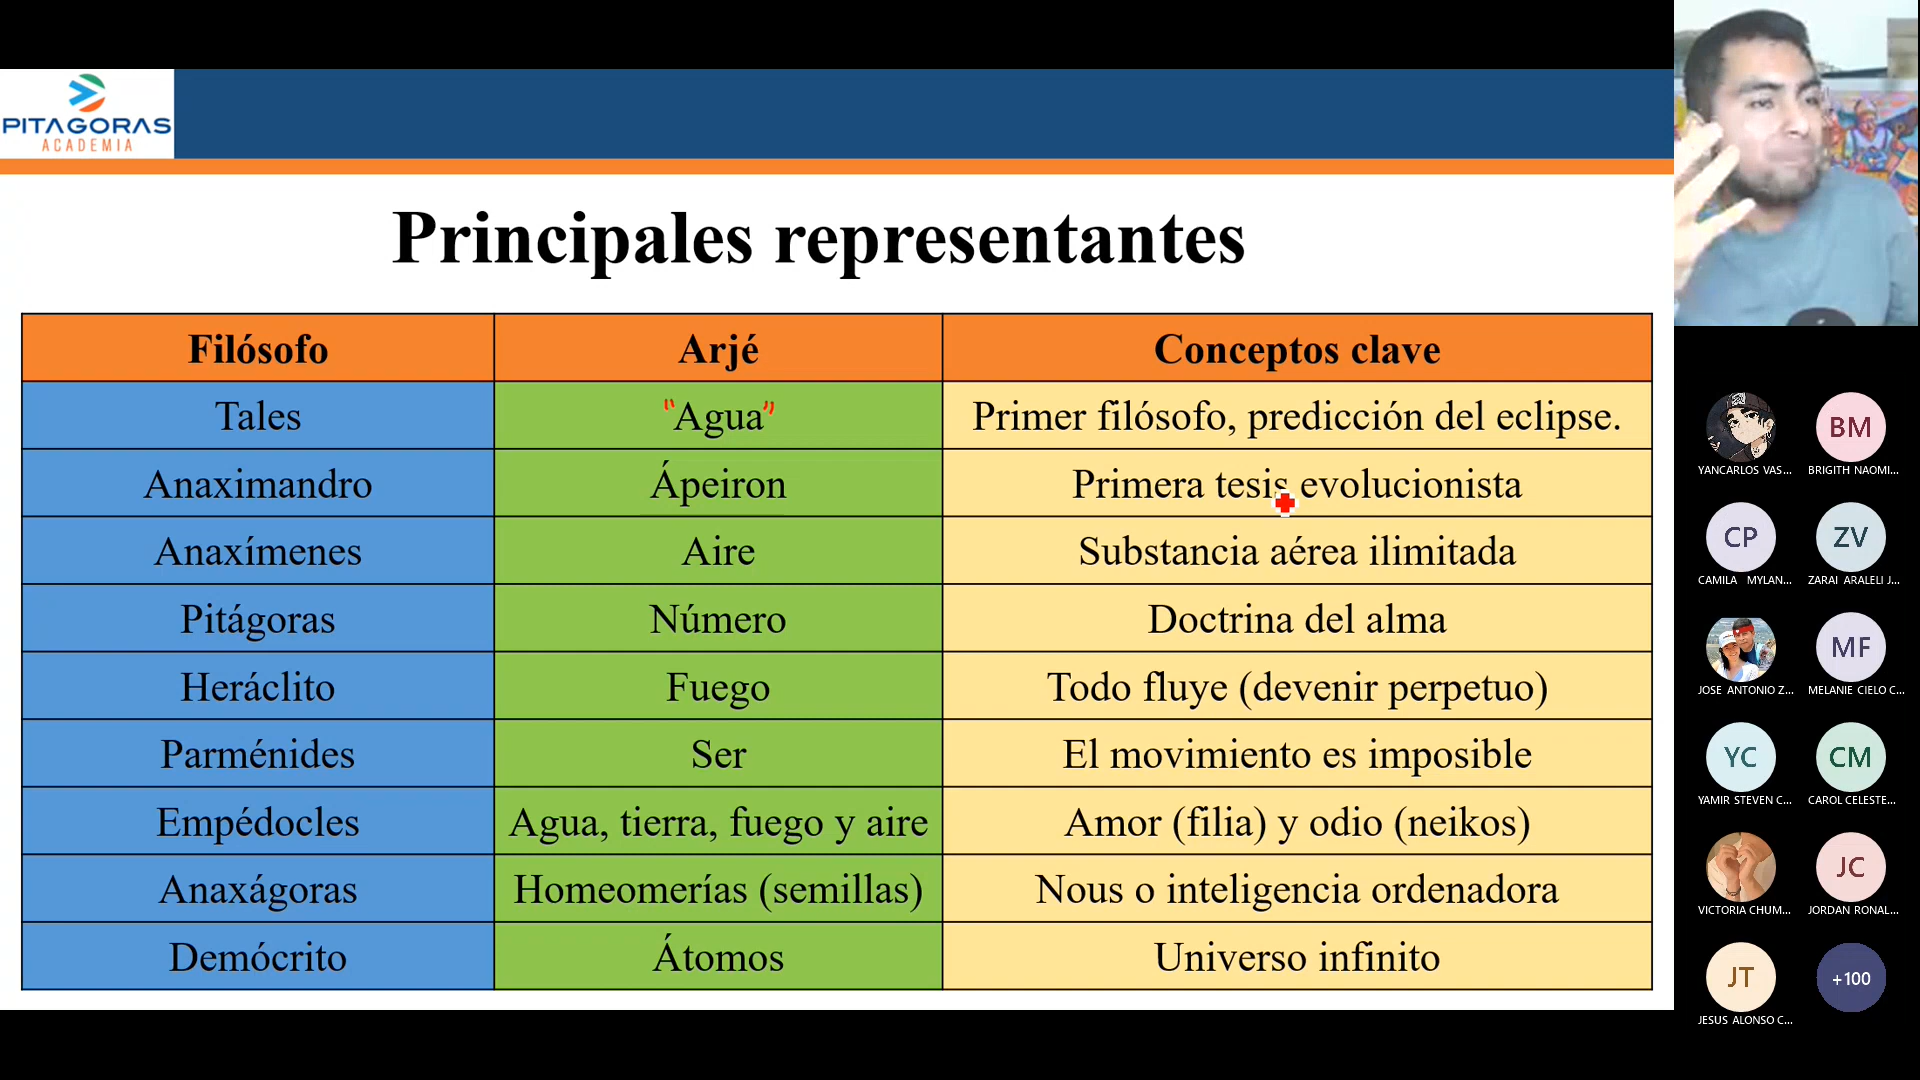 PITAGORAS
ACADEMIA
Principales representantes
Filósofo Arjé Conceptos clave
Tales "Agua" Primer filósofo, predicción del eclipse.
Anaximandro Ápeiron Primera tesis evolucionista
Anaxímenes Aire Substancia aérea ilimitada
Pitágoras Número Doctrina del alma
Heráclito Fuego Todo fluye (devenir perpetuo)
Parménides Ser El movimiento es imposible
Empédocles Agua, tierra, fuego y aire Amor (filia) y odio (neikos)
Anaxágoras Homeomerías (semillas) Nous o inteligencia ordenadora
Demócrito Átomos Universo infinito
BM
YANCARLOS VAS... BRIGITH NAOMI...
CP ZV
CAMILA MYLAN... ZARAI ARALELI J...
MF
JOSE ANTONIO Z... MELANIE CIELO C...
YC CM
YAMIR STEVEN C... CAROL CELESTE...
JC
VICTORIA CHUM... JORDAN RONAL...
JT +100
JESUS ALONSO C...